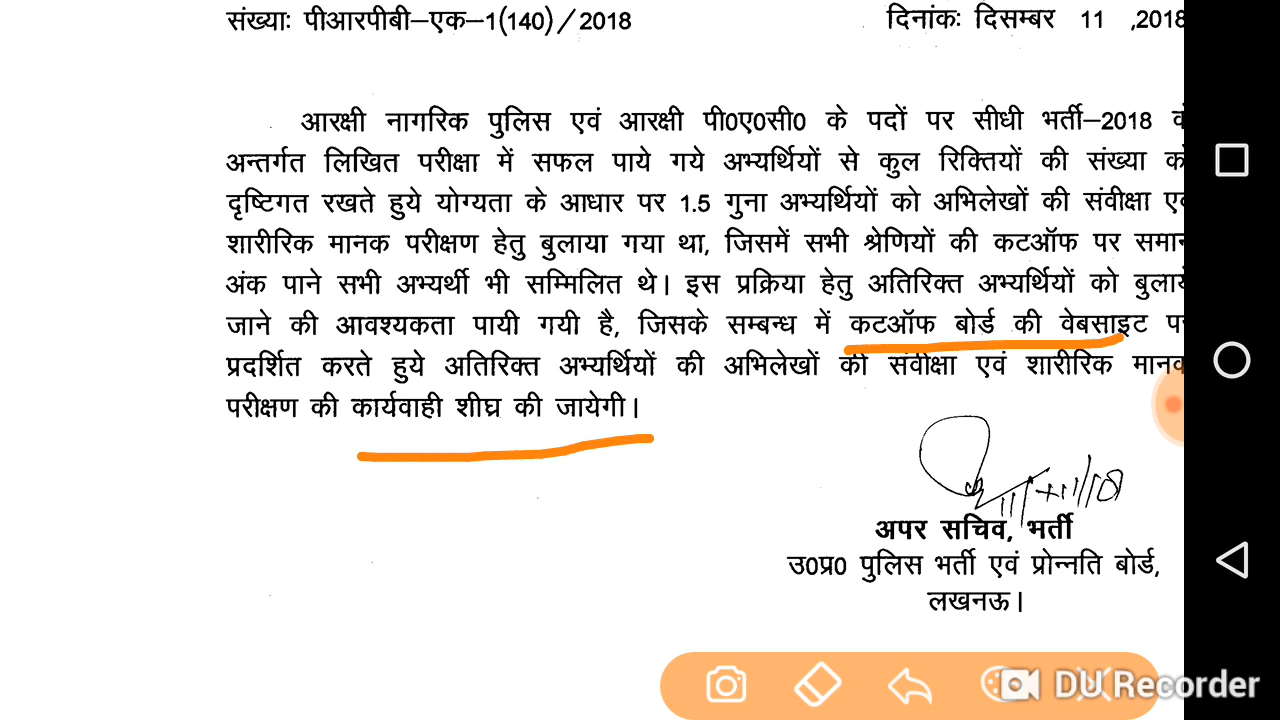 संख्याः पीआरपीबी–एक–1(140)/2018 दिनांकः दिसम्बर 11 ,2018
आरक्षी नागरिक पुलिस एवं आरक्षी पी0ए0सी0 के पदों पर सीधी भर्ती–2018
अन्तर्गत लिखित परीक्षा में सफल पाये गये अभ्यर्थियों से कुल रिक्तियों की संख्या को
दृष्टिगत रखते हुये योग्यता के आधार पर 1.5 गुना अभ्यर्थियों को अभिलेखों की संवीक्षा
शारीरिक मानक परीक्षण हेतु बुलाया गया था, जिसमें सभी श्रेणियों की कटऑफ पर समान
अंक पाने सभी अभ्यर्थी भी सम्मिलित थे। इस प्रक्रिया हेतु अतिरिक्त अभ्यर्थियों को बुलाये
जाने की आवश्यकता पायी गयी है, जिसके सम्बन्ध में कटऑफ बोर्ड की वेबसाइट
प्रदर्शित करते हुये अतिरिक्त अभ्यर्थियों की अभिलेखों की संवीक्षा एवं शारीरिक मानक
परीक्षण की कार्यवाही शीघ्र की जायेगी।
अपर सचिव, भर्ती
उ0प्र0 पुलिस भर्ती एवं प्रोन्नति बोर्ड,
लखनऊ।
DU Recorder